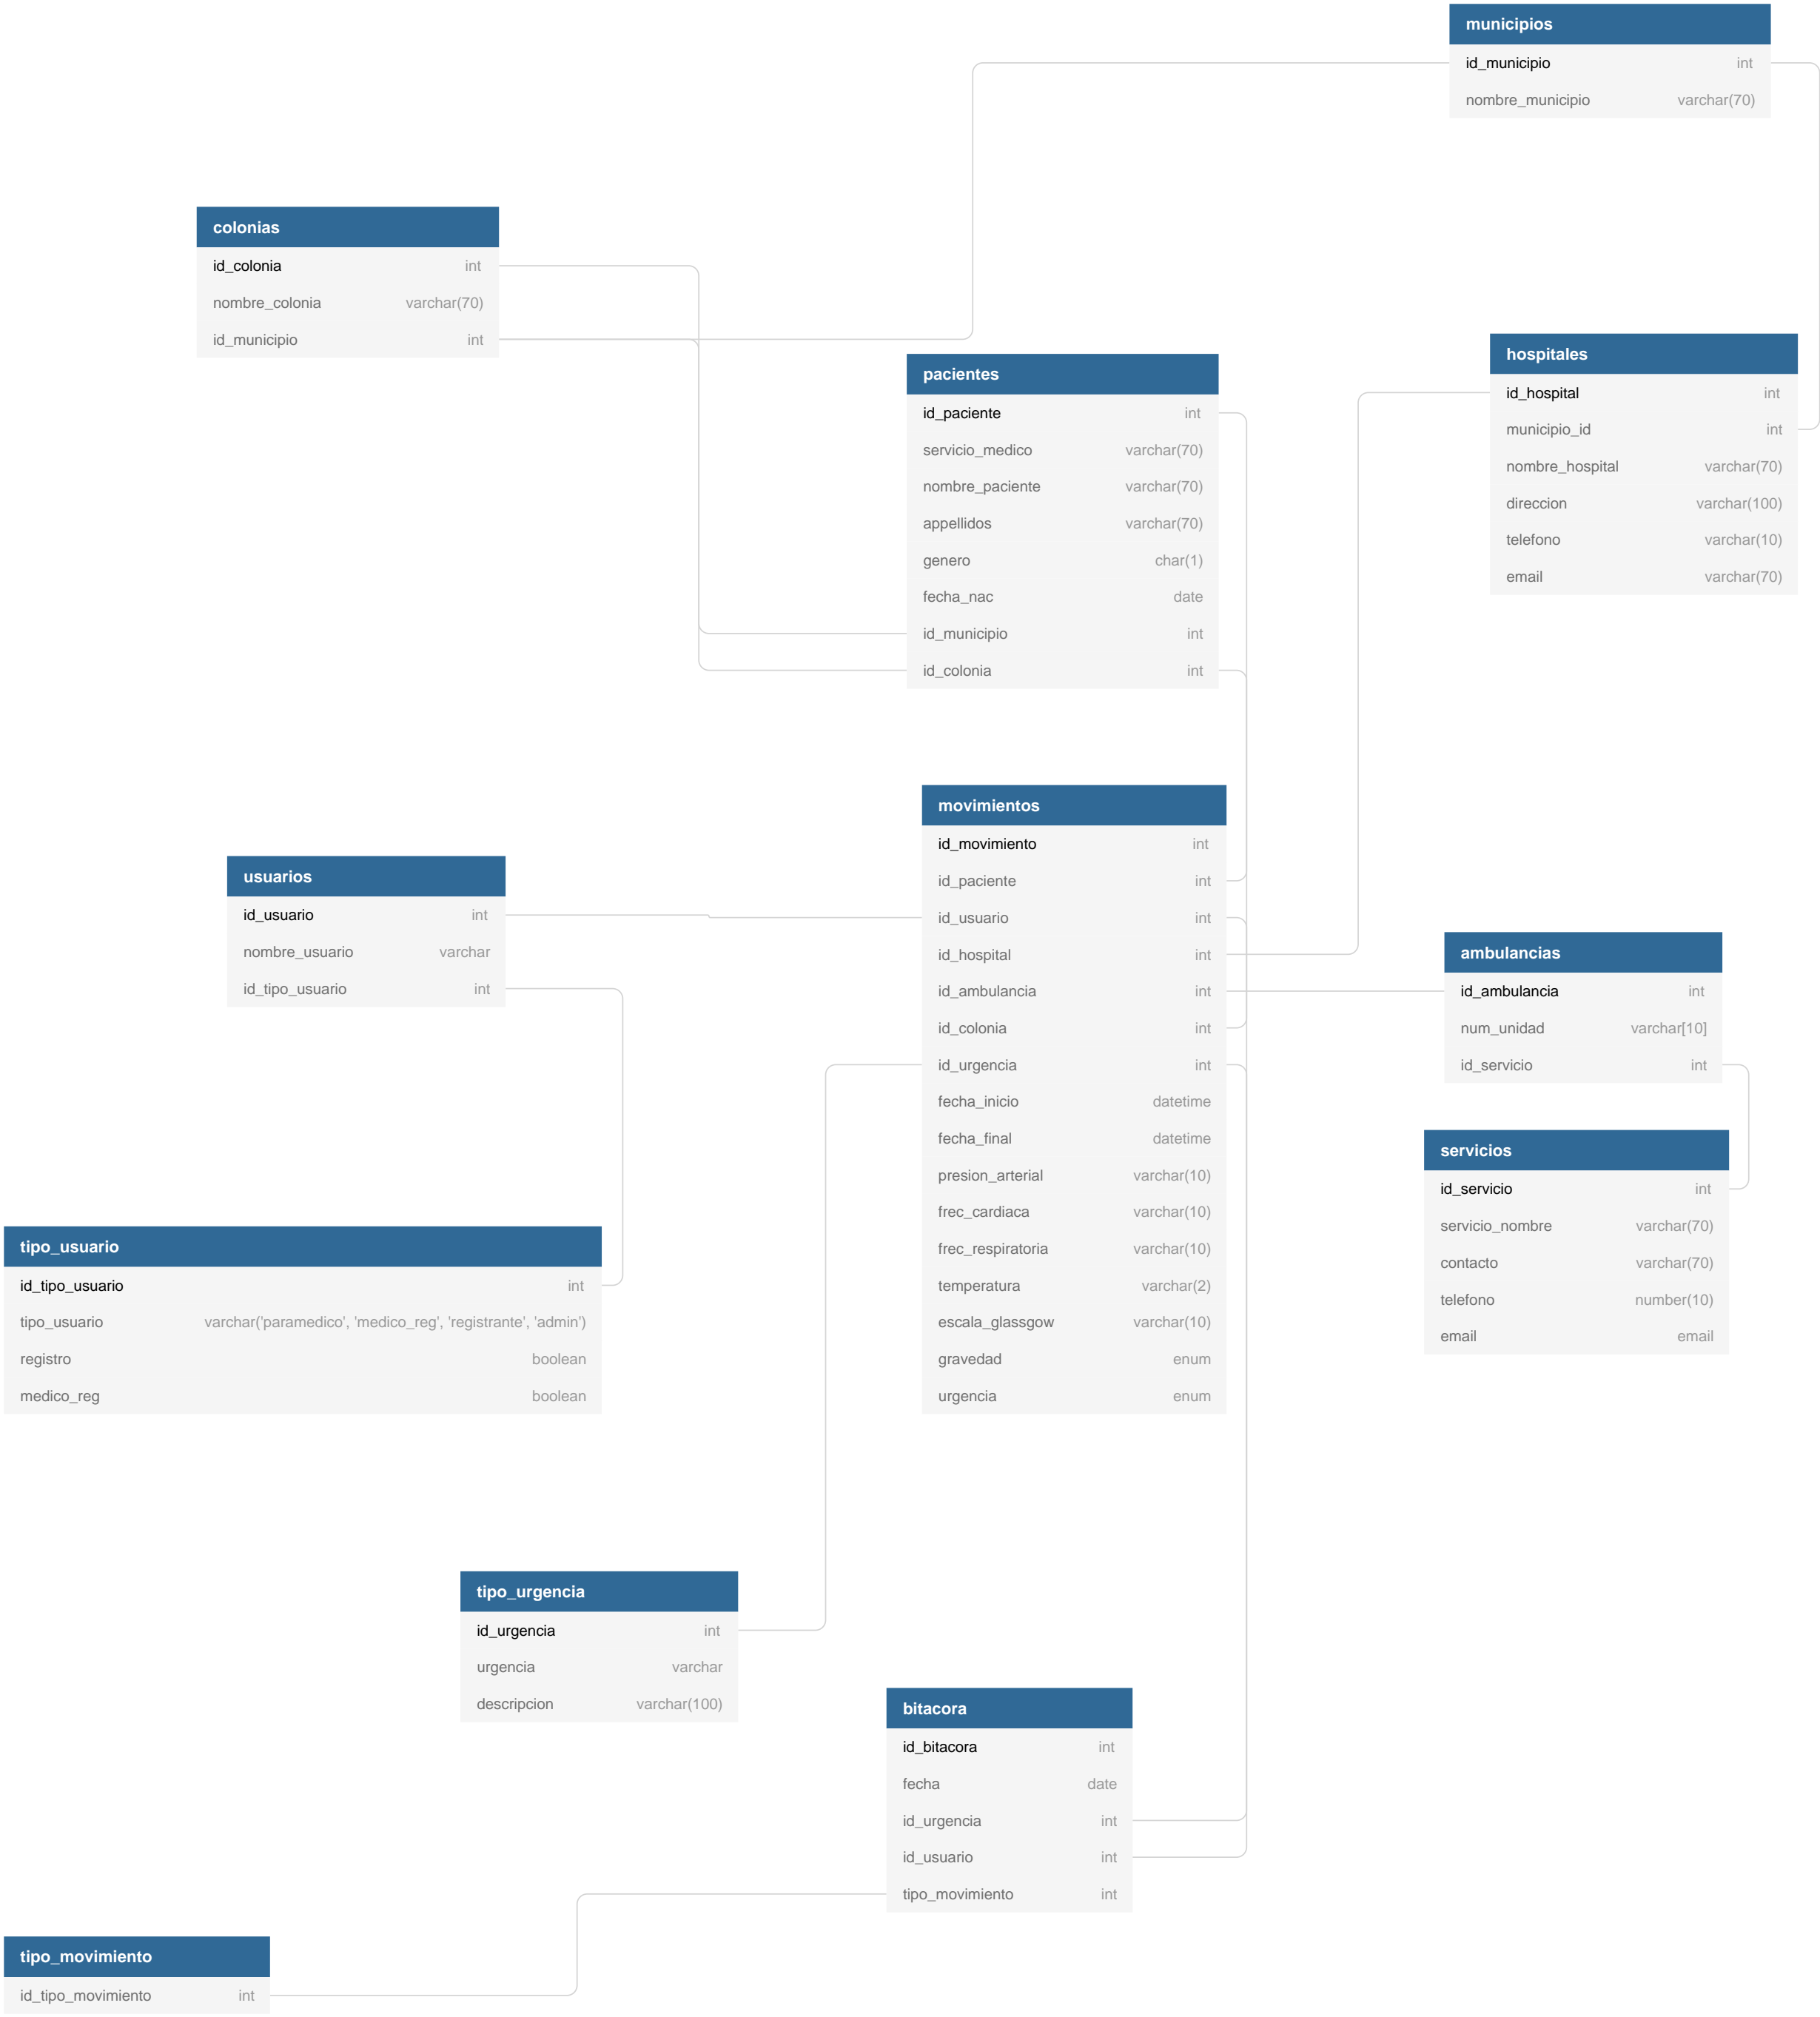 municipios
id_municipio int
nombre_municipio varchar(70)
colonias
id_colonia int
nombre_colonia varchar(70)
id_municipio int
hospitales
id_hospital int
municipio_id int
nombre_hospital varchar(70)
direccion varchar(100)
telefono varchar(10)
email varchar(70)
pacientes
id_paciente int
servicio_medico varchar(70)
nombre_paciente varchar(70)
appellidos varchar(70)
genero char(1)
fecha_nac date
id_municipio int
id_colonia int
movimientos
id_movimiento int
id_paciente int
id_usuario int
id_hospital int
id_ambulancia int
id_colonia int
id_urgencia int
fecha_inicio datetime
fecha_final datetime
presion_arterial varchar(10)
frec_cardiaca varchar(10)
frec_respiratoria varchar(10)
temperatura varchar(2)
escala_glassgow varchar(10)
gravedad enum
urgencia enum
usuarios
id_usuario int
nombre_usuario varchar
id_tipo_usuario int
ambulancias
id_ambulancia int
num_unidad varchar[10]
id_servicio int
servicios
id_servicio int
servicio_nombre varchar(70)
contacto varchar(70)
telefono number(10)
email email
tipo_usuario
id_tipo_usuario int
tipo_usuario varchar('paramedico', 'medico_reg', 'registrante', 'admin')
registro boolean
medico_reg boolean
tipo_urgencia
id_urgencia int
urgencia varchar
descripcion varchar(100)
bitacora
id_bitacora int
fecha date
id_urgencia int
id_usuario int
tipo_movimiento int
tipo_movimiento
id_tipo_movimiento int